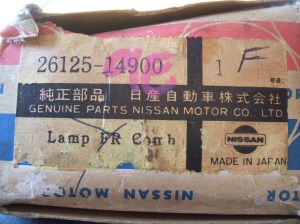 26125-14900 1 F
ea.
純正部品 日産自動車株式会社
GENUINE PARTS NISSAN MOTOR CO., LTD.
Lamp FR Comb
NISSAN
MADE IN JAPAN
NISSAN MOTOR